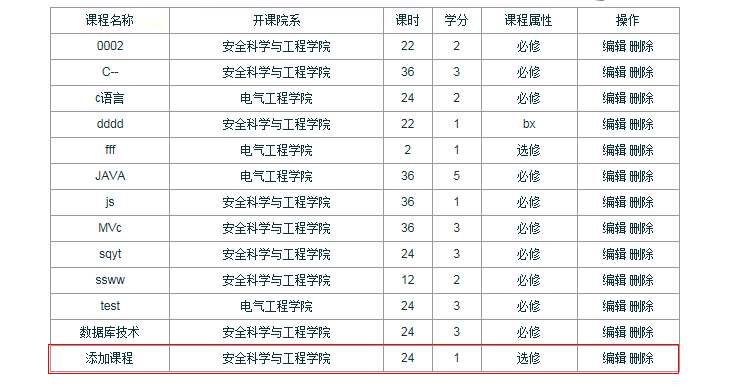 课程名称 开课院系 课时 学分 课程属性 操作
0002 安全科学与工程学院 22 2 必修 编辑 删除
C-- 安全科学与工程学院 36 3 必修 编辑 删除
c语言 电气工程学院 24 2 必修 编辑 删除
dddd 安全科学与工程学院 22 1 bx 编辑 删除
fff 电气工程学院 2 1 选修 编辑 删除
JAVA 电气工程学院 36 5 必修 编辑 删除
js 安全科学与工程学院 36 1 必修 编辑 删除
MVc 安全科学与工程学院 36 3 必修 编辑 删除
sqyt 安全科学与工程学院 24 3 必修 编辑 删除
ssww 安全科学与工程学院 12 2 必修 编辑 删除
test 电气工程学院 24 3 必修 编辑 删除
数据库技术 安全科学与工程学院 24 3 必修 编辑 删除
添加课程 安全科学与工程学院 24 1 选修 编辑 删除